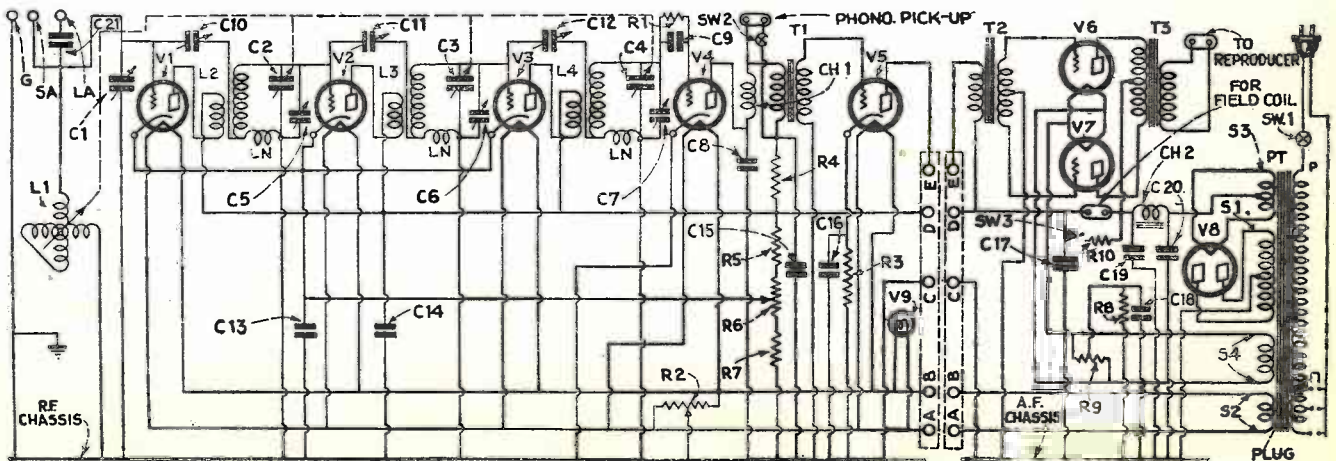 C21
C10
C11
C12
R1
C9
SW2
PHONO. PICK-UP
T1
T2
V6
T3
TO REPRODUCER
G
SA
LA
C1
V1
L2
C2
V2
L3
C3
V3
L4
C4
V4
CH 1
V5
FOR FIELD COIL
SW.1
V7
CH 2
S3
PT
P
L1
LN
C5
LN
C6
LN
C7
C8
R4
E
E
C20
S1
V8
SW3
R10
C15
C16
D
D
C17
C19
R5
R3
C
C
C18
R8
V9
C13
C14
R6
R7
S4
R2
B
B
A.F. CHASSIS
R9
S2
R.F. CHASSIS
A
A
PLUG